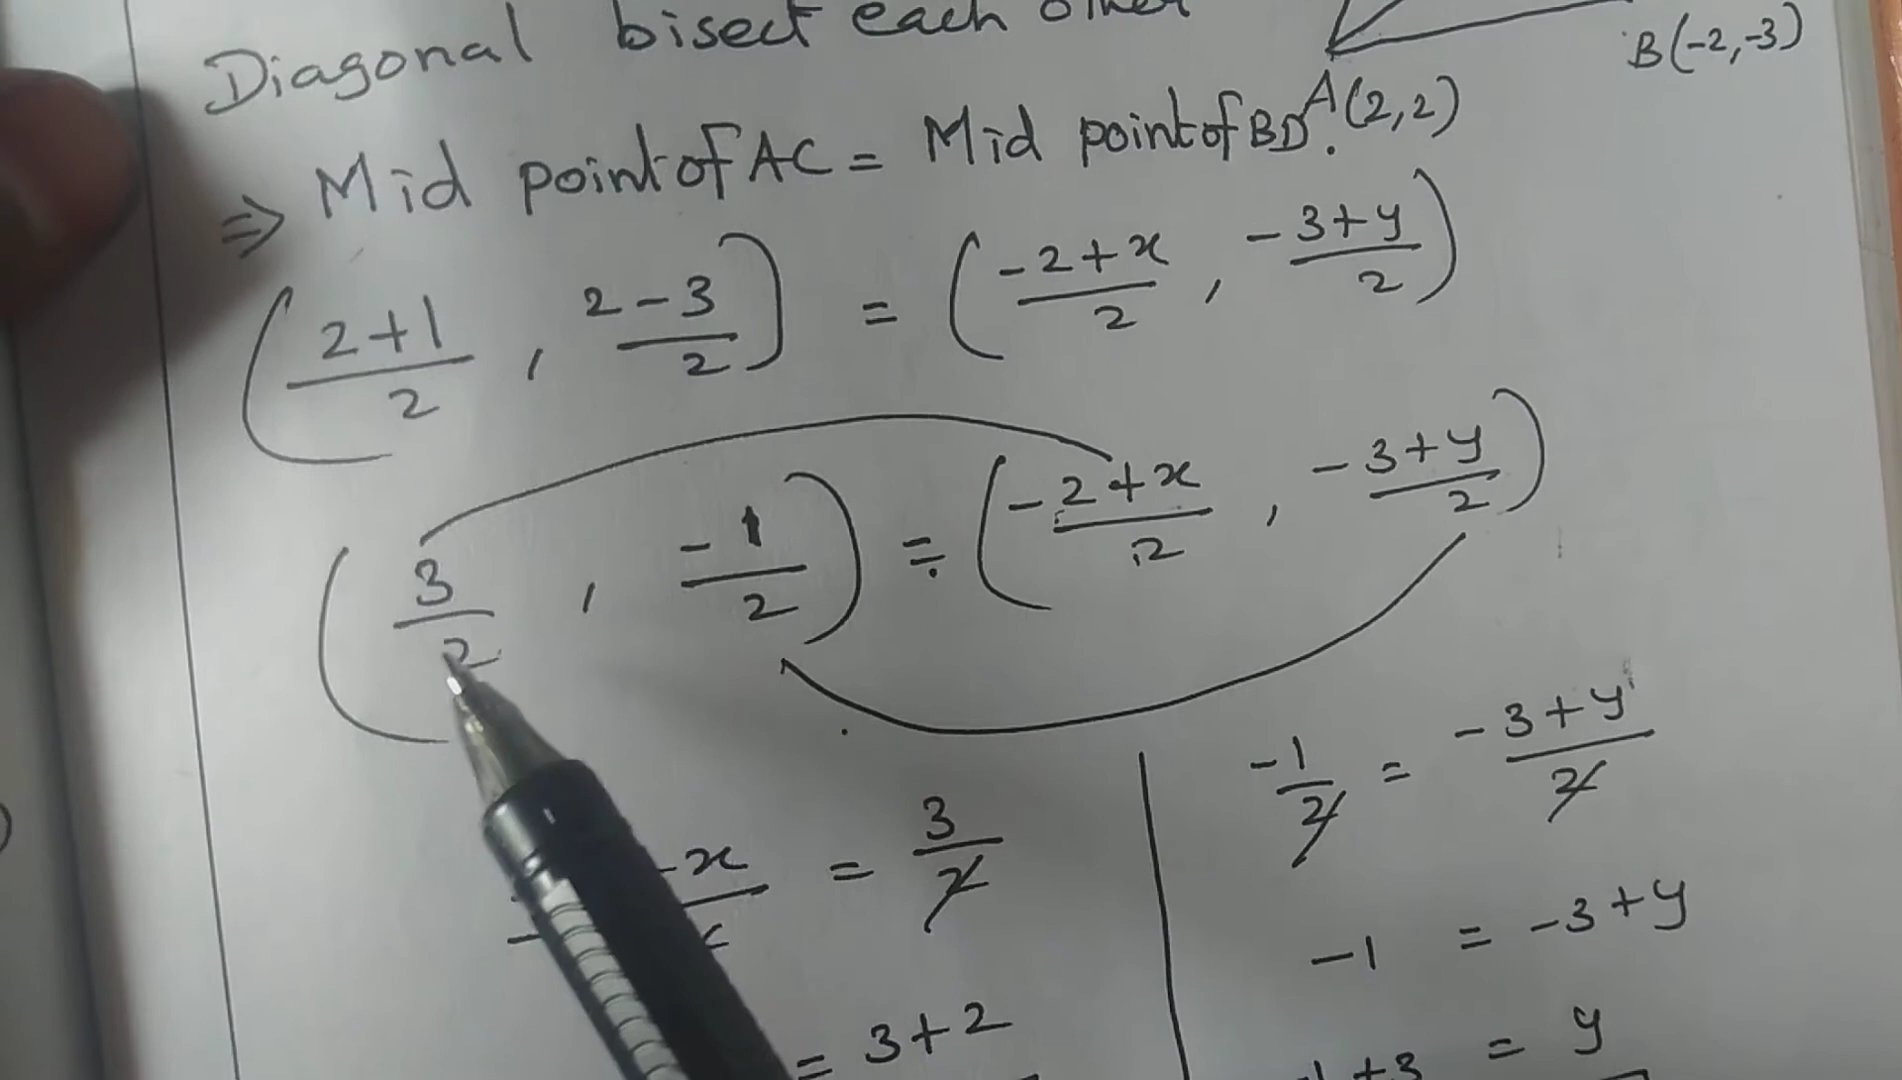 Diagonal bisect each other
B(-2,-3)
A(2,2)
⇒ Mid point of AC = Mid point of BD.
(2+1/2 , 2-3/2) = (-2+x/2 , -3+y/2)
(3/2 , -1/2) = (-2+x/2 , -3+y/2)
x = 3/2
= 3+2
-1/2 = -3+y/2
-1 = -3+y
+3 = y